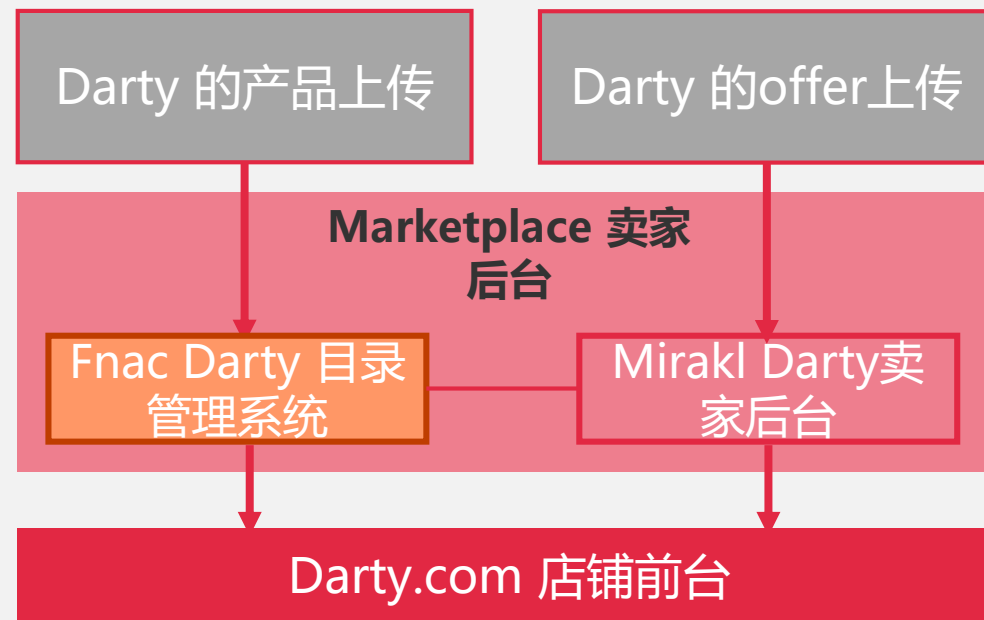 Darty 的产品上传
Darty 的offer上传
Marketplace 卖家
后台
Fnac Darty 目录
管理系统
Mirakl Darty卖
家后台
Darty.com 店铺前台